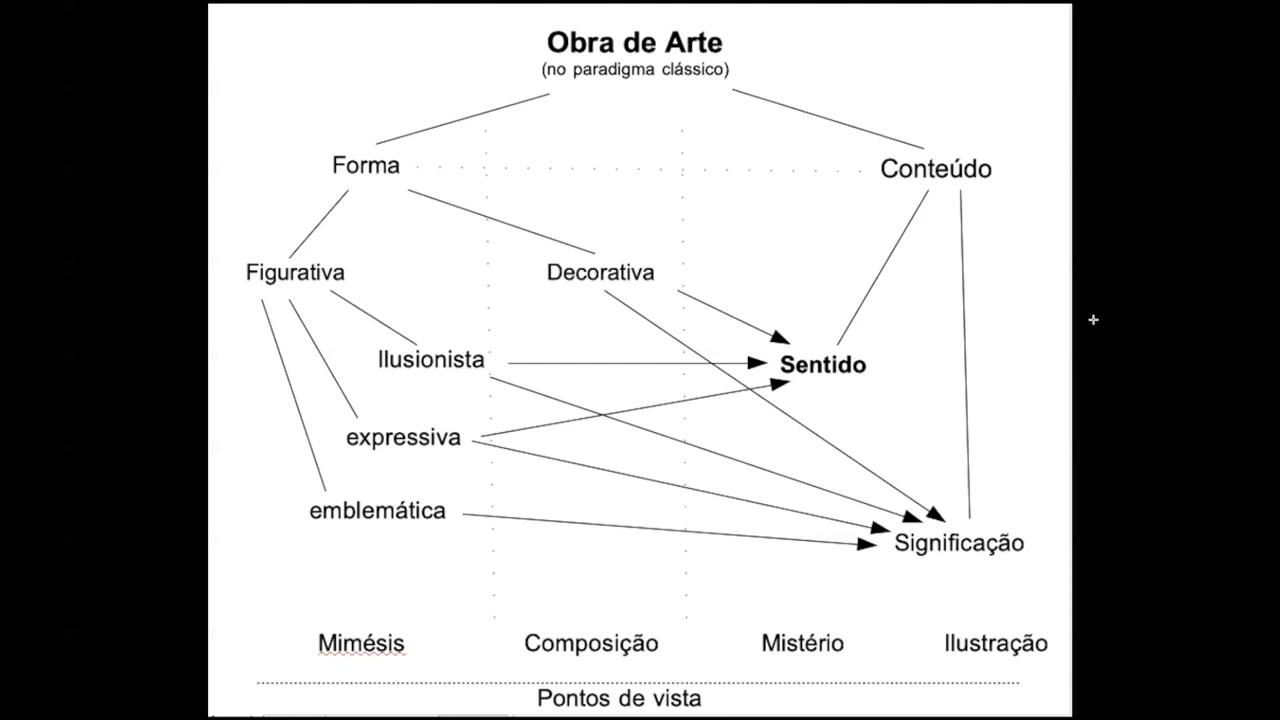 Obra de Arte
(no paradigma clássico)
Forma
Conteúdo
Figurativa
Decorativa
Ilusionista
Sentido
expressiva
emblemática
Significação
Mimésis
Composição
Mistério
Ilustração
Pontos de vista